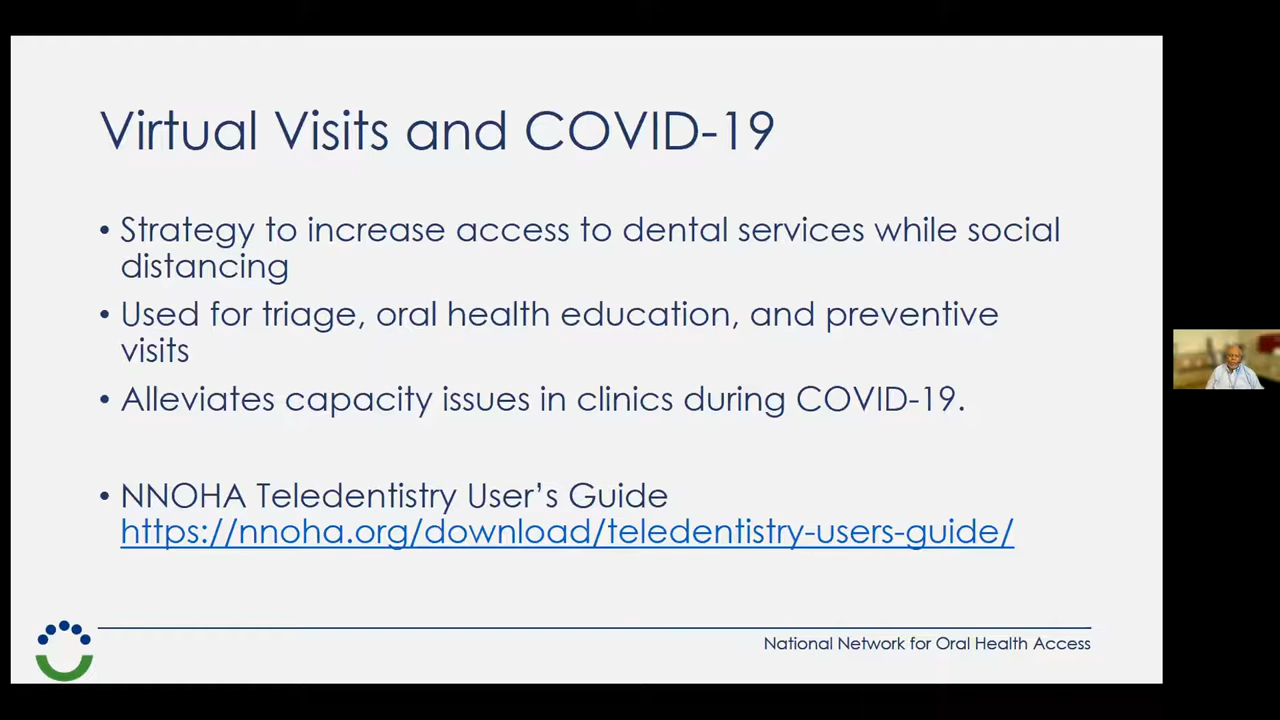 Virtual Visits and COVID-19
• Strategy to increase access to dental services while social
distancing
• Used for triage, oral health education, and preventive
visits
• Alleviates capacity issues in clinics during COVID-19.
• NNOHA Teledentistry User’s Guide
https://nnoha.org/download/teledentistry-users-guide/
National Network for Oral Health Access